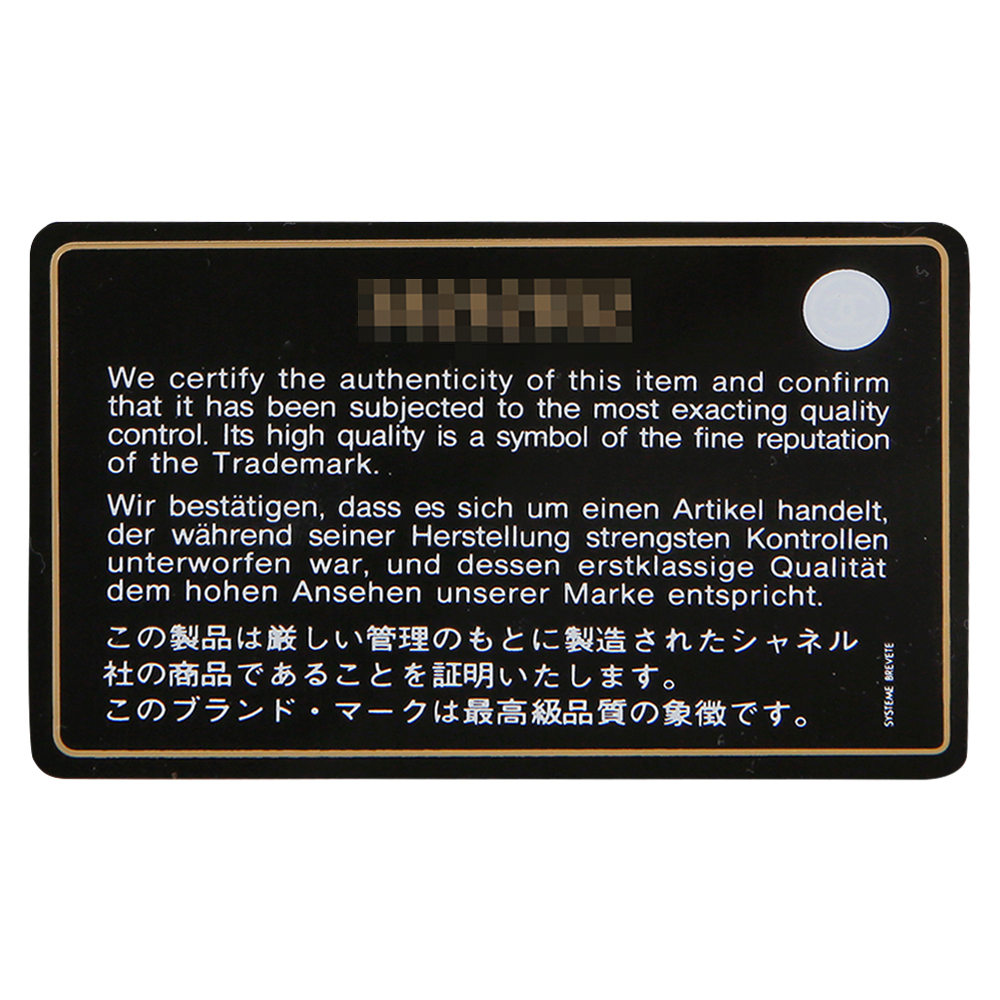 We certify the authenticity of this item and confirm
that it has been subjected to the most exacting quality
control. Its high quality is a symbol of the fine reputation
of the Trademark.
Wir bestätigen, dass es sich um einen Artikel handelt,
der während seiner Herstellung strengsten Kontrollen
unterworfen war, und dessen erstklassige Qualität
dem hohen Ansehen unserer Marke entspricht.
この製品は厳しい管理のもとに製造されたシャネル
社の商品であることを証明いたします。
このブランド・マークは最高級品質の象徴です。
SYSTEME BREVETE